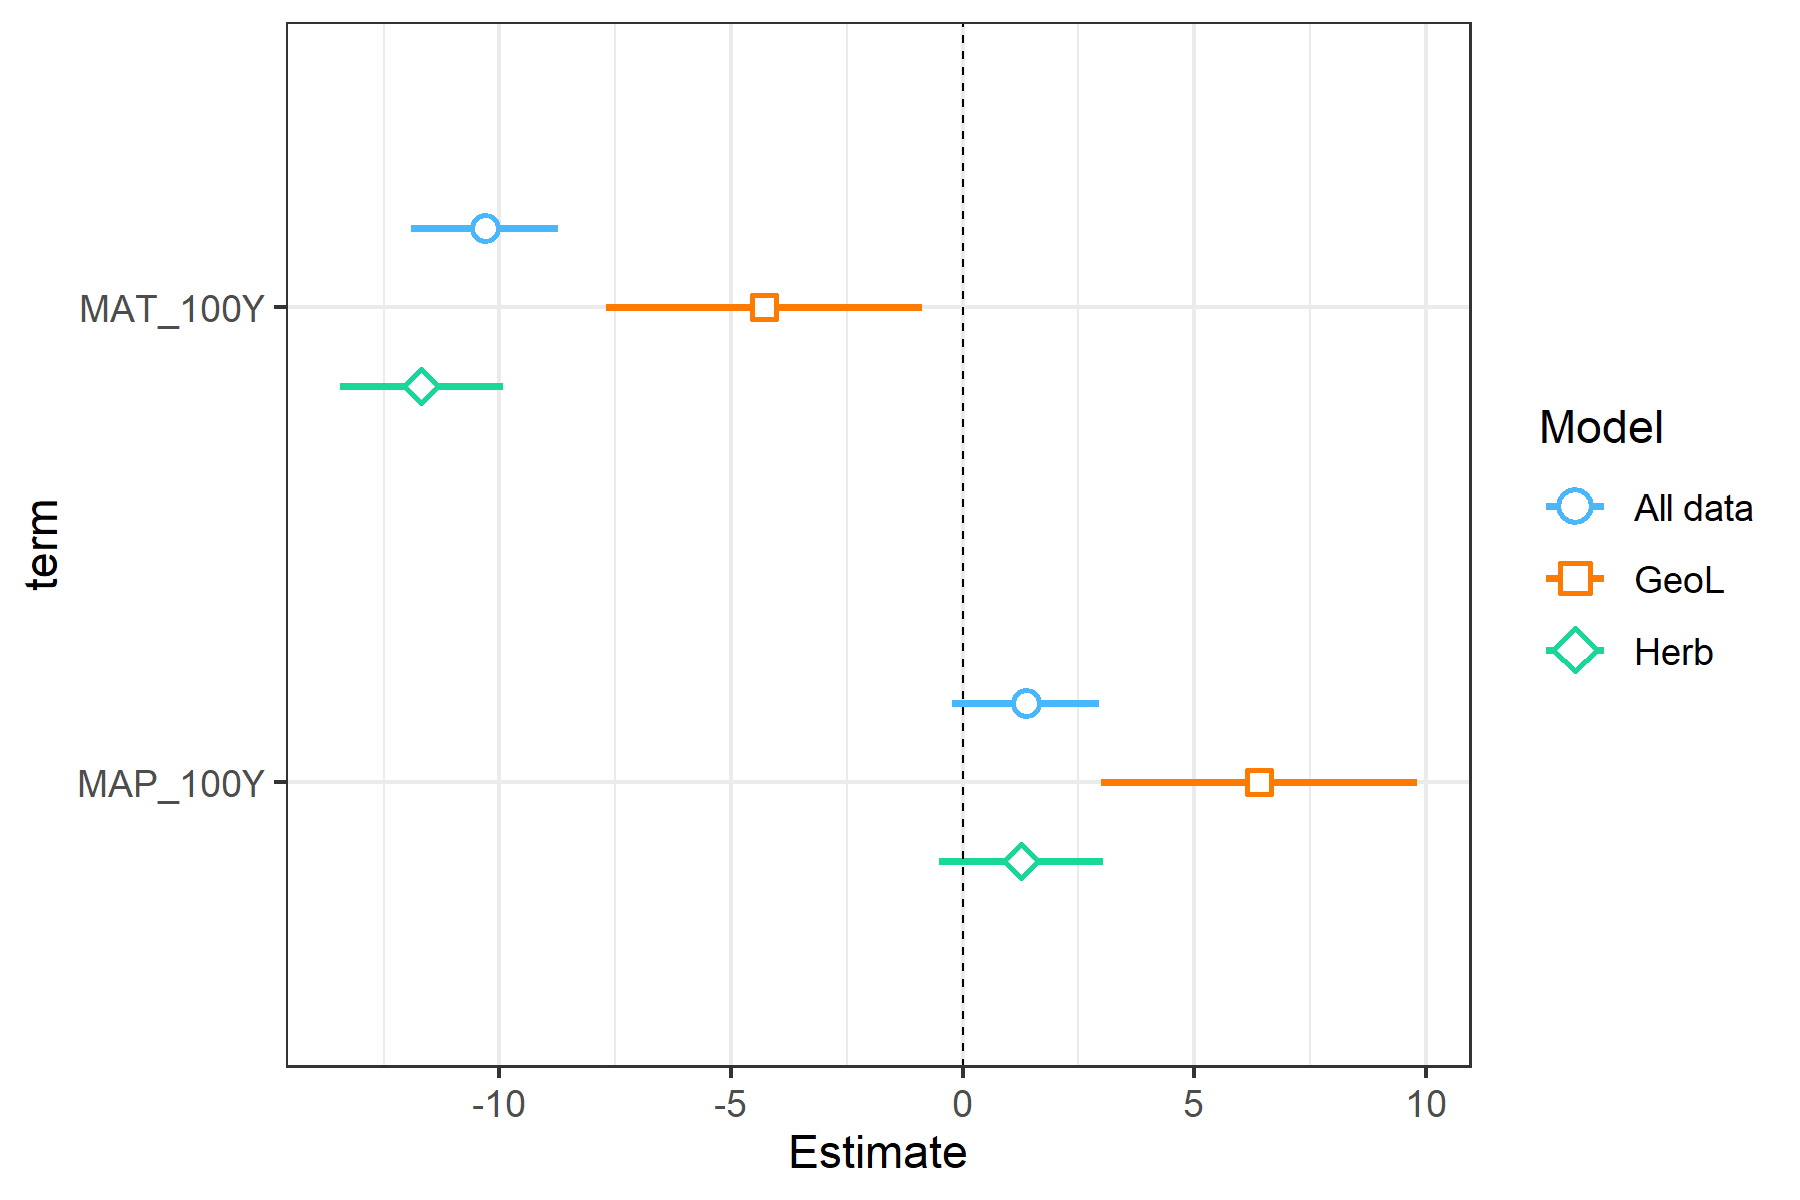 term
MAT_100Y
MAP_100Y
-10 -5 0 5 10
Estimate
Model
All data
GeoL
Herb